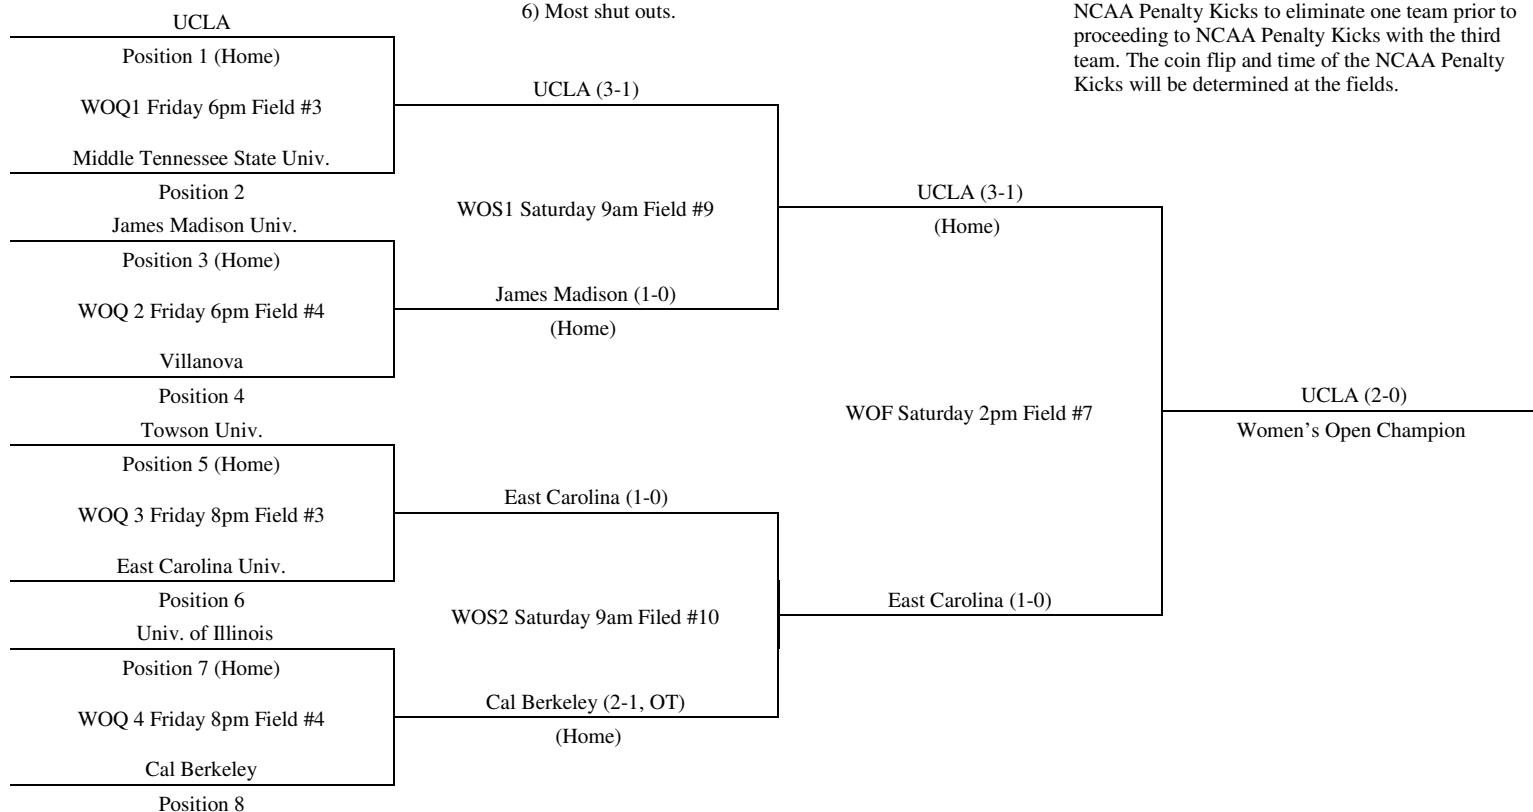 6) Most shut outs.
NCAA Penalty Kicks to eliminate one team prior to
proceeding to NCAA Penalty Kicks with the third
team. The coin flip and time of the NCAA Penalty
Kicks will be determined at the fields.
UCLA
Position 1 (Home)
WOQ1 Friday 6pm Field #3
Middle Tennessee State Univ.
Position 2
James Madison Univ.
Position 3 (Home)
WOQ 2 Friday 6pm Field #4
Villanova
Position 4
Towson Univ.
Position 5 (Home)
WOQ 3 Friday 8pm Field #3
East Carolina Univ.
Position 6
Univ. of Illinois
Position 7 (Home)
WOQ 4 Friday 8pm Field #4
Cal Berkeley
Position 8
UCLA (3-1)
WOS1 Saturday 9am Field #9
James Madison (1-0)
(Home)
East Carolina (1-0)
WOS2 Saturday 9am Filed #10
Cal Berkeley (2-1, OT)
(Home)
UCLA (3-1)
(Home)
WOF Saturday 2pm Field #7
East Carolina (1-0)
UCLA (2-0)
Women’s Open Champion